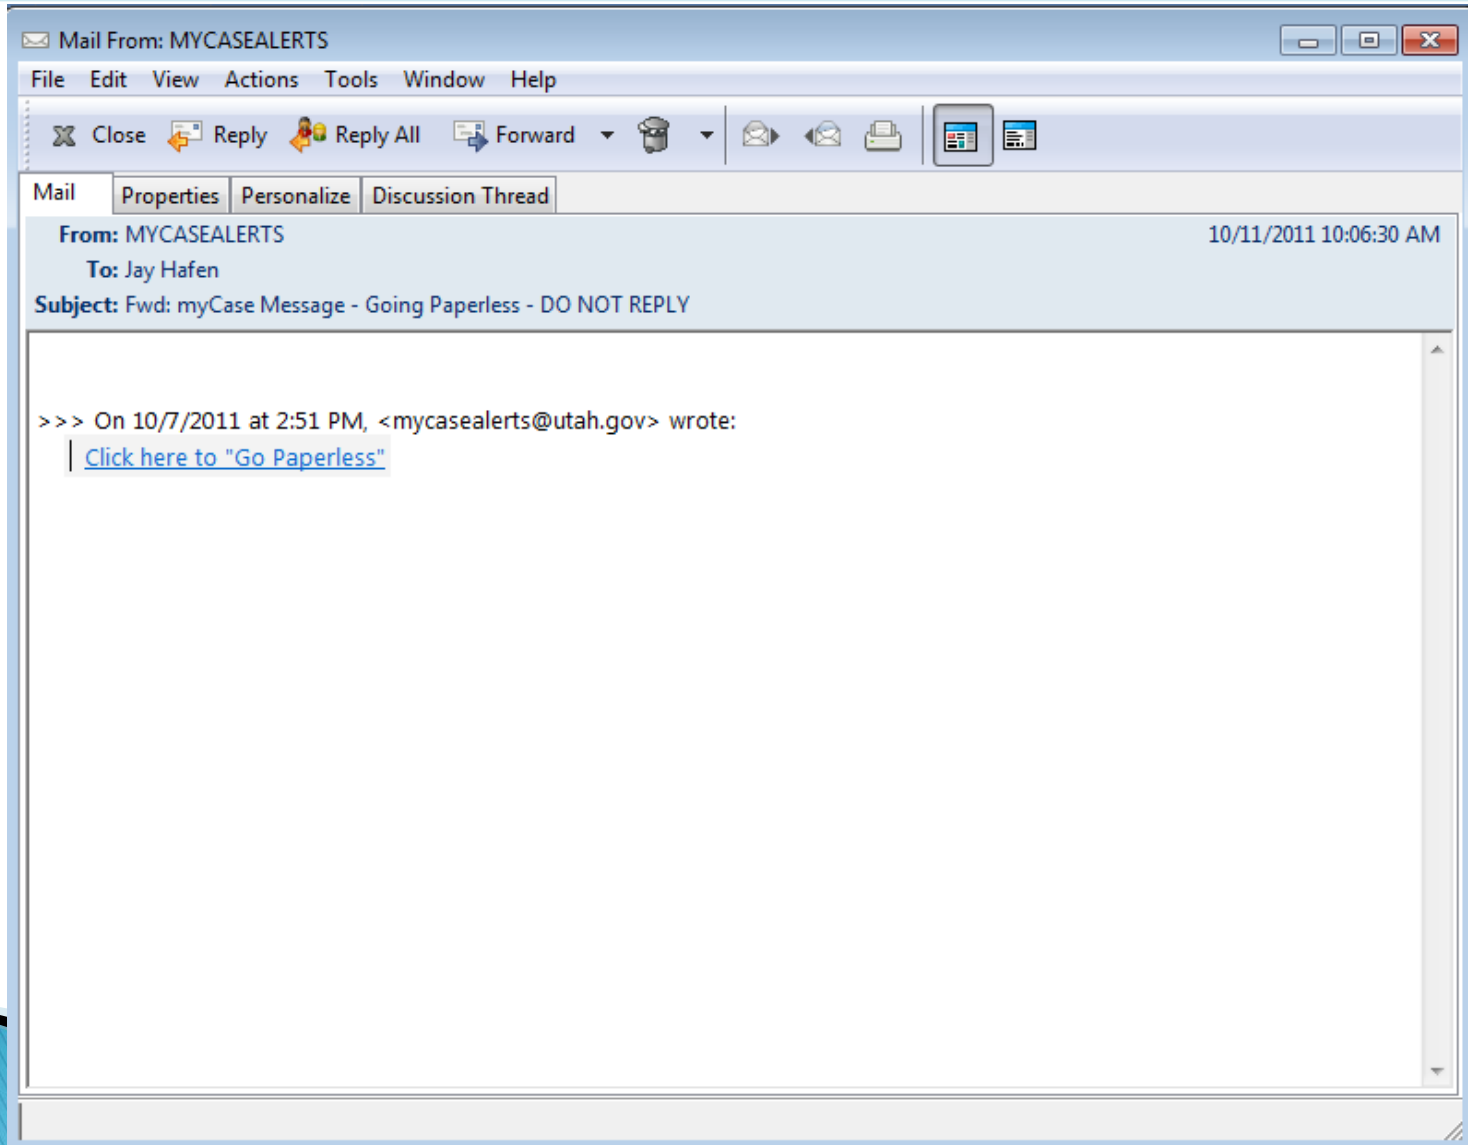 Mail From: MYCASEALERTS
File Edit View Actions Tools Window Help
Close Reply Reply All Forward
Mail Properties Personalize Discussion Thread
From: MYCASEALERTS 10/11/2011 10:06:30 AM
To: Jay Hafen
Subject: Fwd: myCase Message - Going Paperless - DO NOT REPLY
>>> On 10/7/2011 at 2:51 PM, <mycasealerts@utah.gov> wrote:
Click here to "Go Paperless"